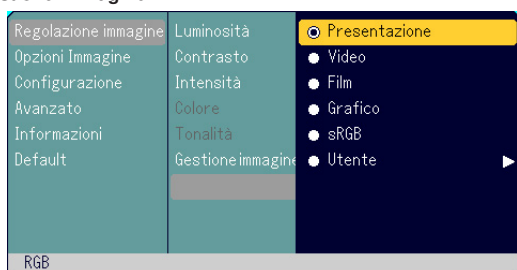 Regolazione immagine
Opzioni Immagine
Configurazione
Avanzato
Informazioni
Default
Luminosità
Contrasto
Intensità
Colore
Tonalità
Gestione immagine
Presentazione
Video
Film
Grafico
sRGB
Utente
RGB